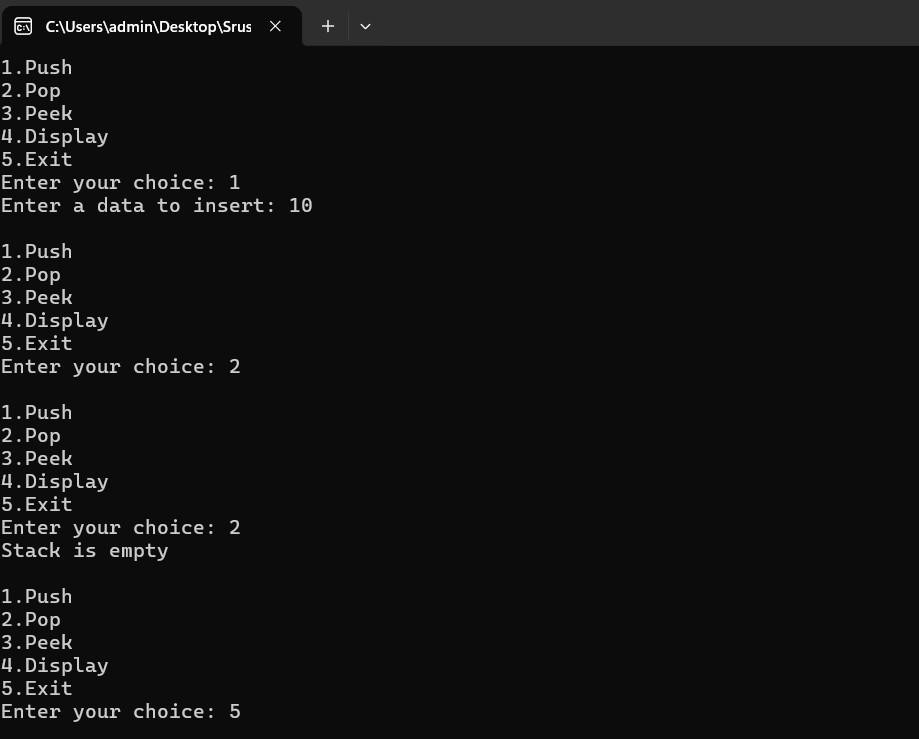 C:\Users\admin\Desktop\Srus
1.Push
2.Pop
3.Peek
4.Display
5.Exit
Enter your choice: 1
Enter a data to insert: 10
1.Push
2.Pop
3.Peek
4.Display
5.Exit
Enter your choice: 2
1.Push
2.Pop
3.Peek
4.Display
5.Exit
Enter your choice: 2
Stack is empty
1.Push
2.Pop
3.Peek
4.Display
5.Exit
Enter your choice: 5